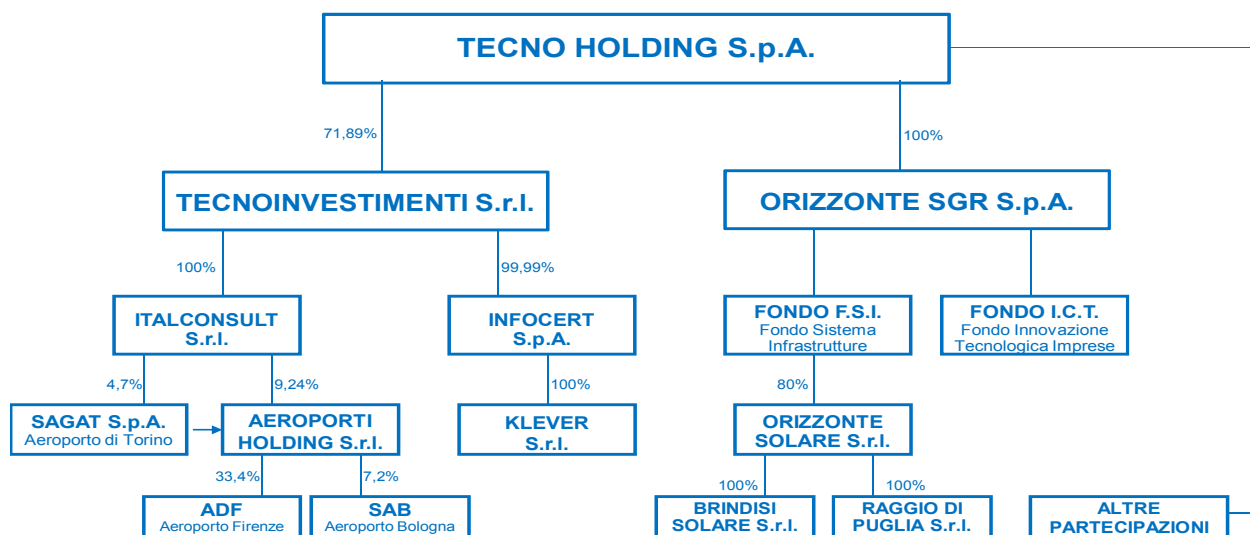 TECNO HOLDING S.p.A.
71,89%
100%
TECNOINVESTIMENTI S.r.l.
ORIZZONTE SGR S.p.A.
100%
99,99%
ITALCONSULT
S.r.l.
INFOCERT
S.p.A.
FONDO F.S.I.
Fondo Sistema
Infrastrutture
FONDO I.C.T.
Fondo Innovazione
Tecnologica Imprese
4,7%
9,24%
100%
80%
SAGAT S.p.A.
Aeroporto di Torino
AEROPORTI
HOLDING S.r.l.
KLEVER
S.r.l.
ORIZZONTE
SOLARE S.r.l.
33,4%
7,2%
100%
100%
ADF
Aeroporto Firenze
SAB
Aeroporto Bologna
BRINDISI
SOLARE S.r.l.
RAGGIO DI
PUGLIA S.r.l.
ALTRE
PARTECIPAZIONI